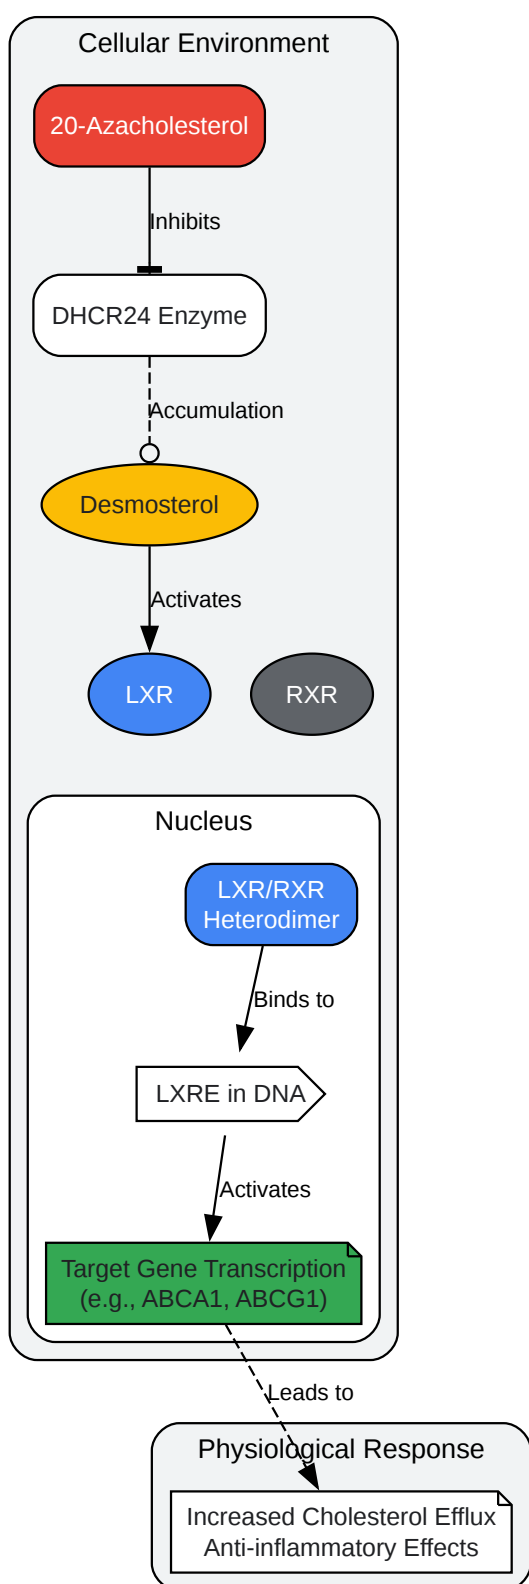 Cellular Environment
20-Azacholesterol
Inhibits
DHCR24 Enzyme
Accumulation
Desmosterol
Activates
LXR
RXR
Nucleus
LXR/RXR
Heterodimer
Binds to
LXRE in DNA
Activates
Target Gene Transcription
(e.g., ABCA1, ABCG1)
Leads to
Physiological Response
Increased Cholesterol Efflux
Anti-inflammatory Effects